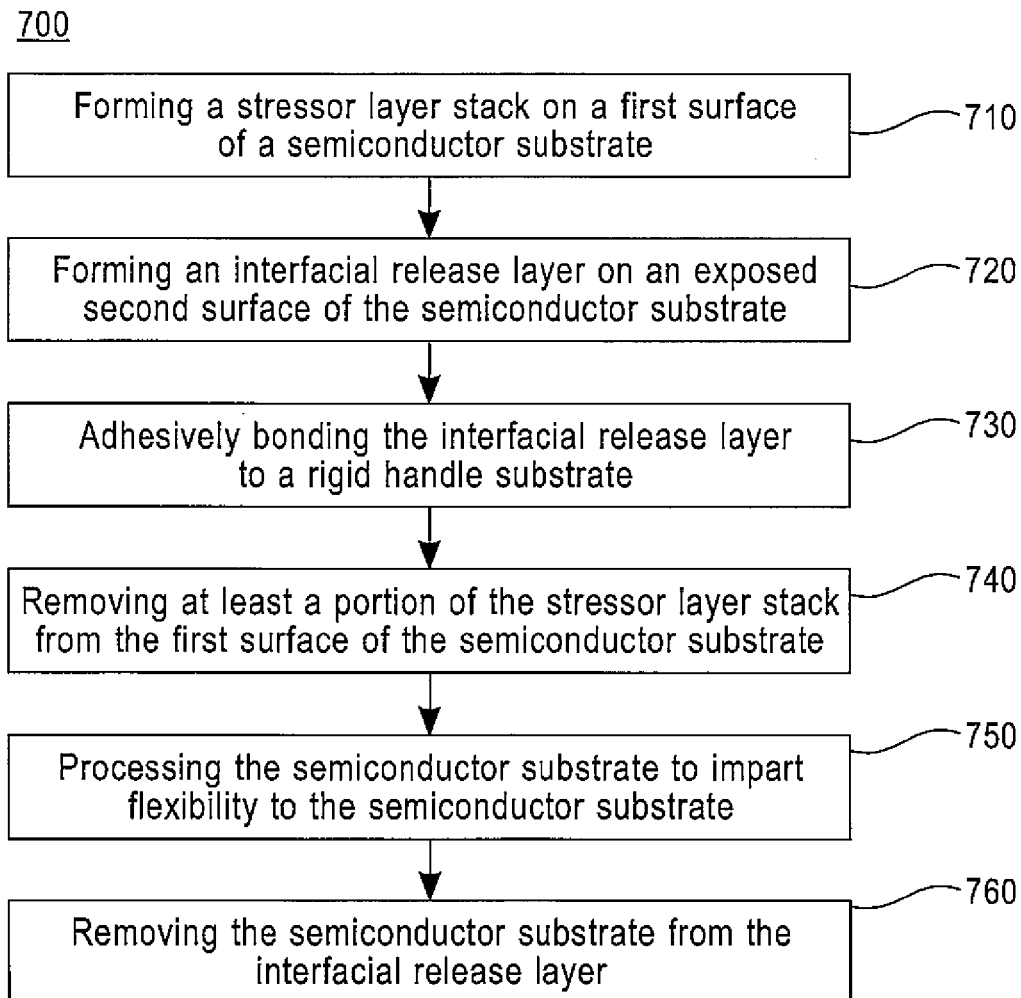 700
Forming a stressor layer stack on a first surface
of a semiconductor substrate
710
Forming an interfacial release layer on an exposed
second surface of the semiconductor substrate
720
Adhesively bonding the interfacial release layer
to a rigid handle substrate
730
Removing at least a portion of the stressor layer stack
from the first surface of the semiconductor substrate
740
Processing the semiconductor substrate to impart
flexibility to the semiconductor substrate
750
Removing the semiconductor substrate from the
interfacial release layer
760